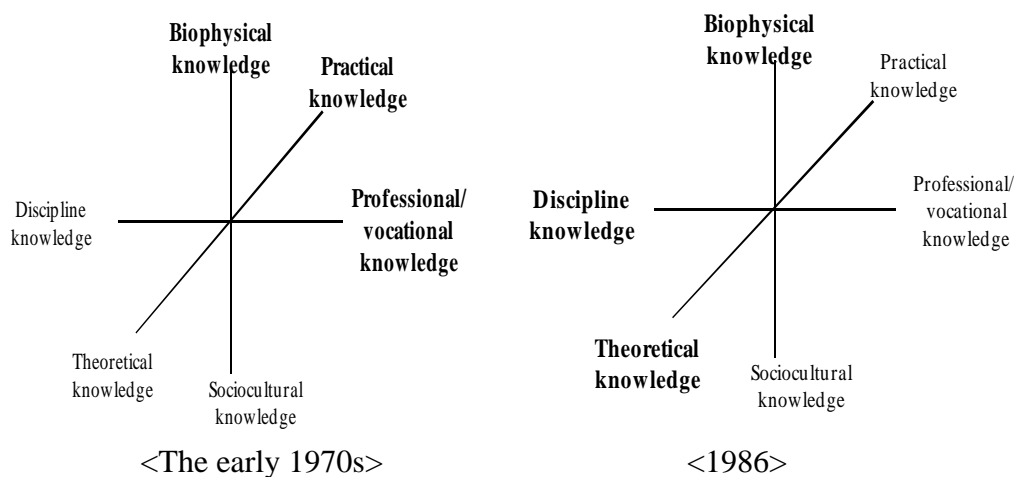 Biophysical
knowledge
Practical
knowledge
Discipline
knowledge
Professional/
vocational
knowledge
Theoretical
knowledge
Sociocultural
knowledge
<The early 1970s>
Biophysical
knowledge
Practical
knowledge
Discipline
knowledge
Professional/
vocational
knowledge
Theoretical
knowledge
Sociocultural
knowledge
<1986>